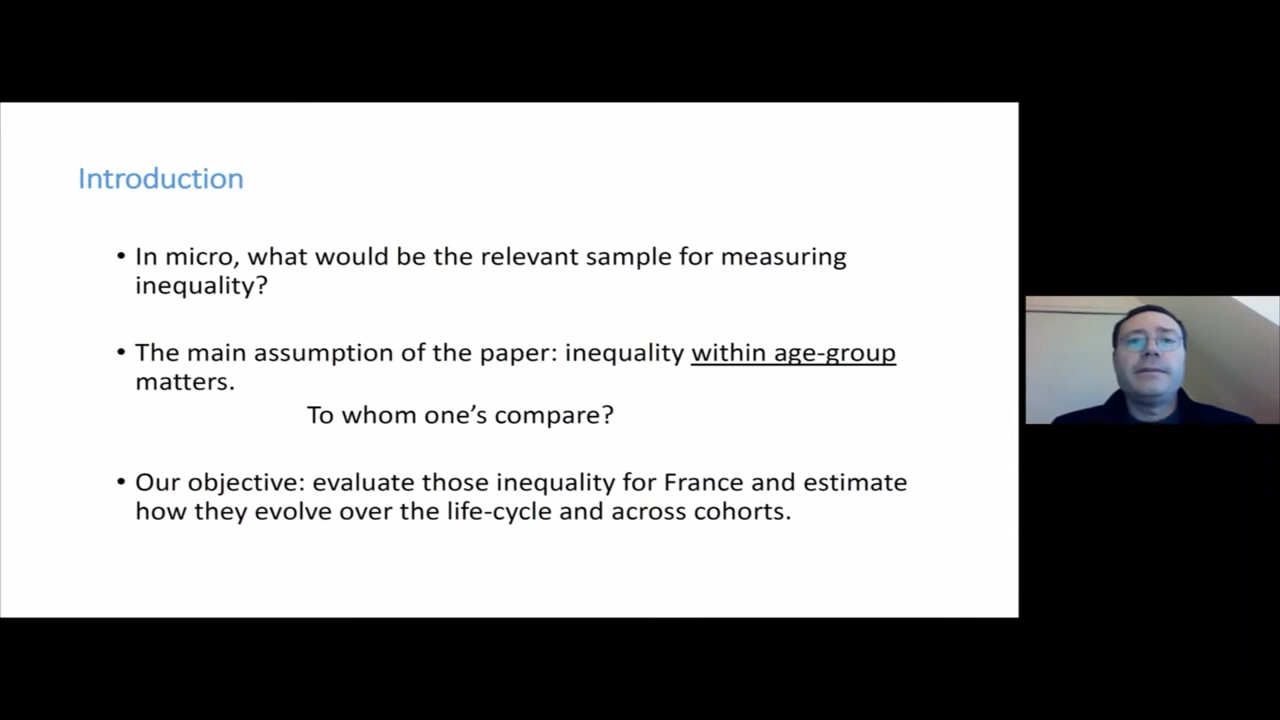 Introduction
• In micro, what would be the relevant sample for measuring
inequality?
• The main assumption of the paper: inequality within age-group
matters.
To whom one's compare?
• Our objective: evaluate those inequality for France and estimate
how they evolve over the life-cycle and across cohorts.